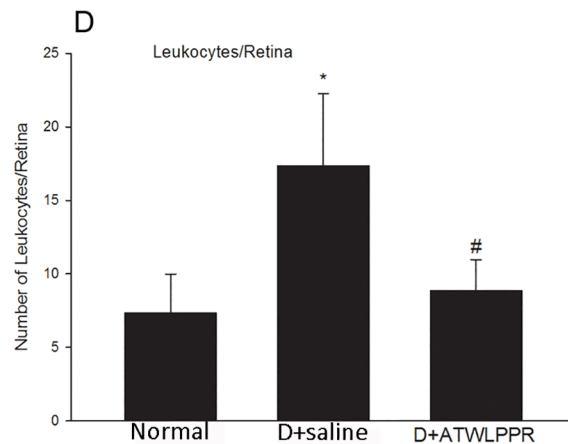 D
Leukocytes/Retina
25
20
15
10
5
0
Number of Leukocytes/Retina
*
#
Normal D+saline D+ATWLPPR